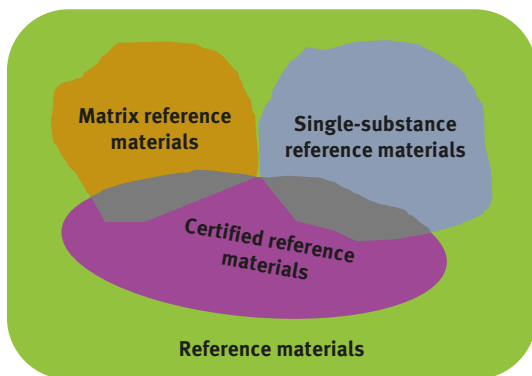 Matrix reference
materials
Single-substance
reference materials
Certified reference
materials
Reference materials